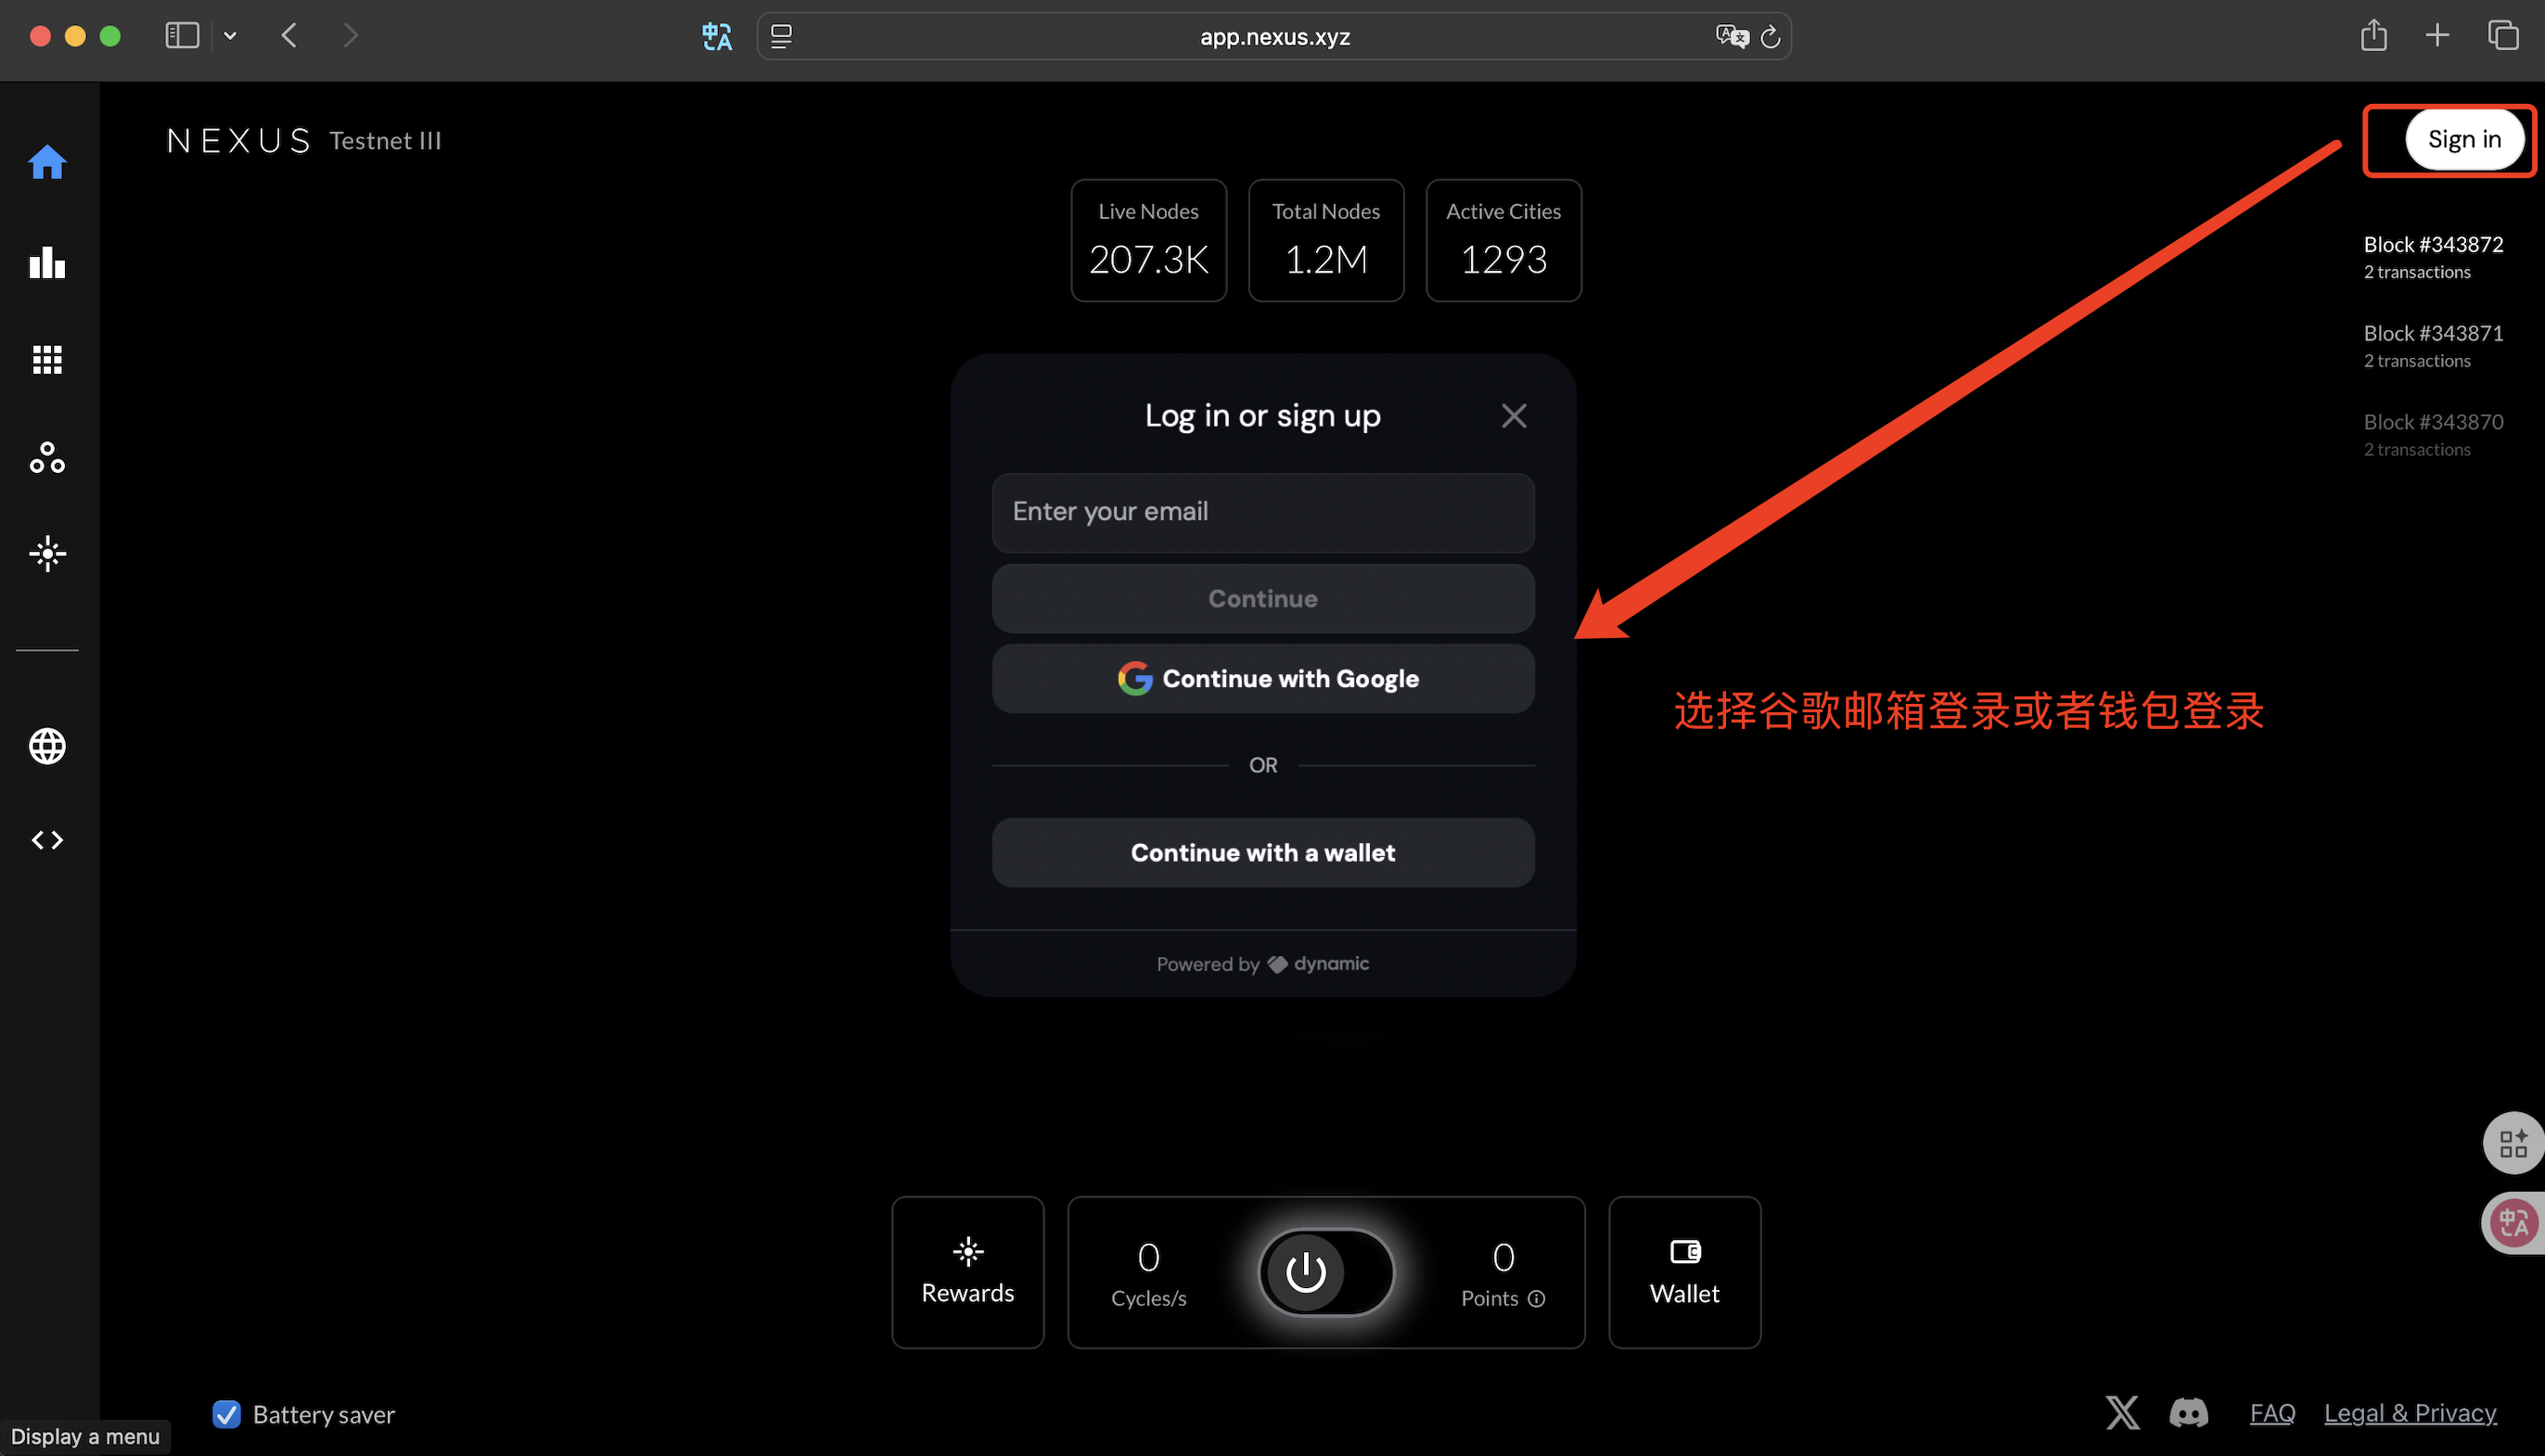 app.nexus.xyz
NEXUS Testnet III
Sign in
Live Nodes
207.3K
Total Nodes
1.2M
Active Cities
1293
Block #343872
2 transactions
Block #343871
2 transactions
Block #343870
2 transactions
Log in or sign up
Enter your email
Continue
Continue with Google
选择谷歌邮箱登录或者钱包登录
OR
Continue with a wallet
Powered by dynamic
Rewards
0
Cycles/s
0
Points
Wallet
Battery saver
FAQ
Legal & Privacy
Display a menu